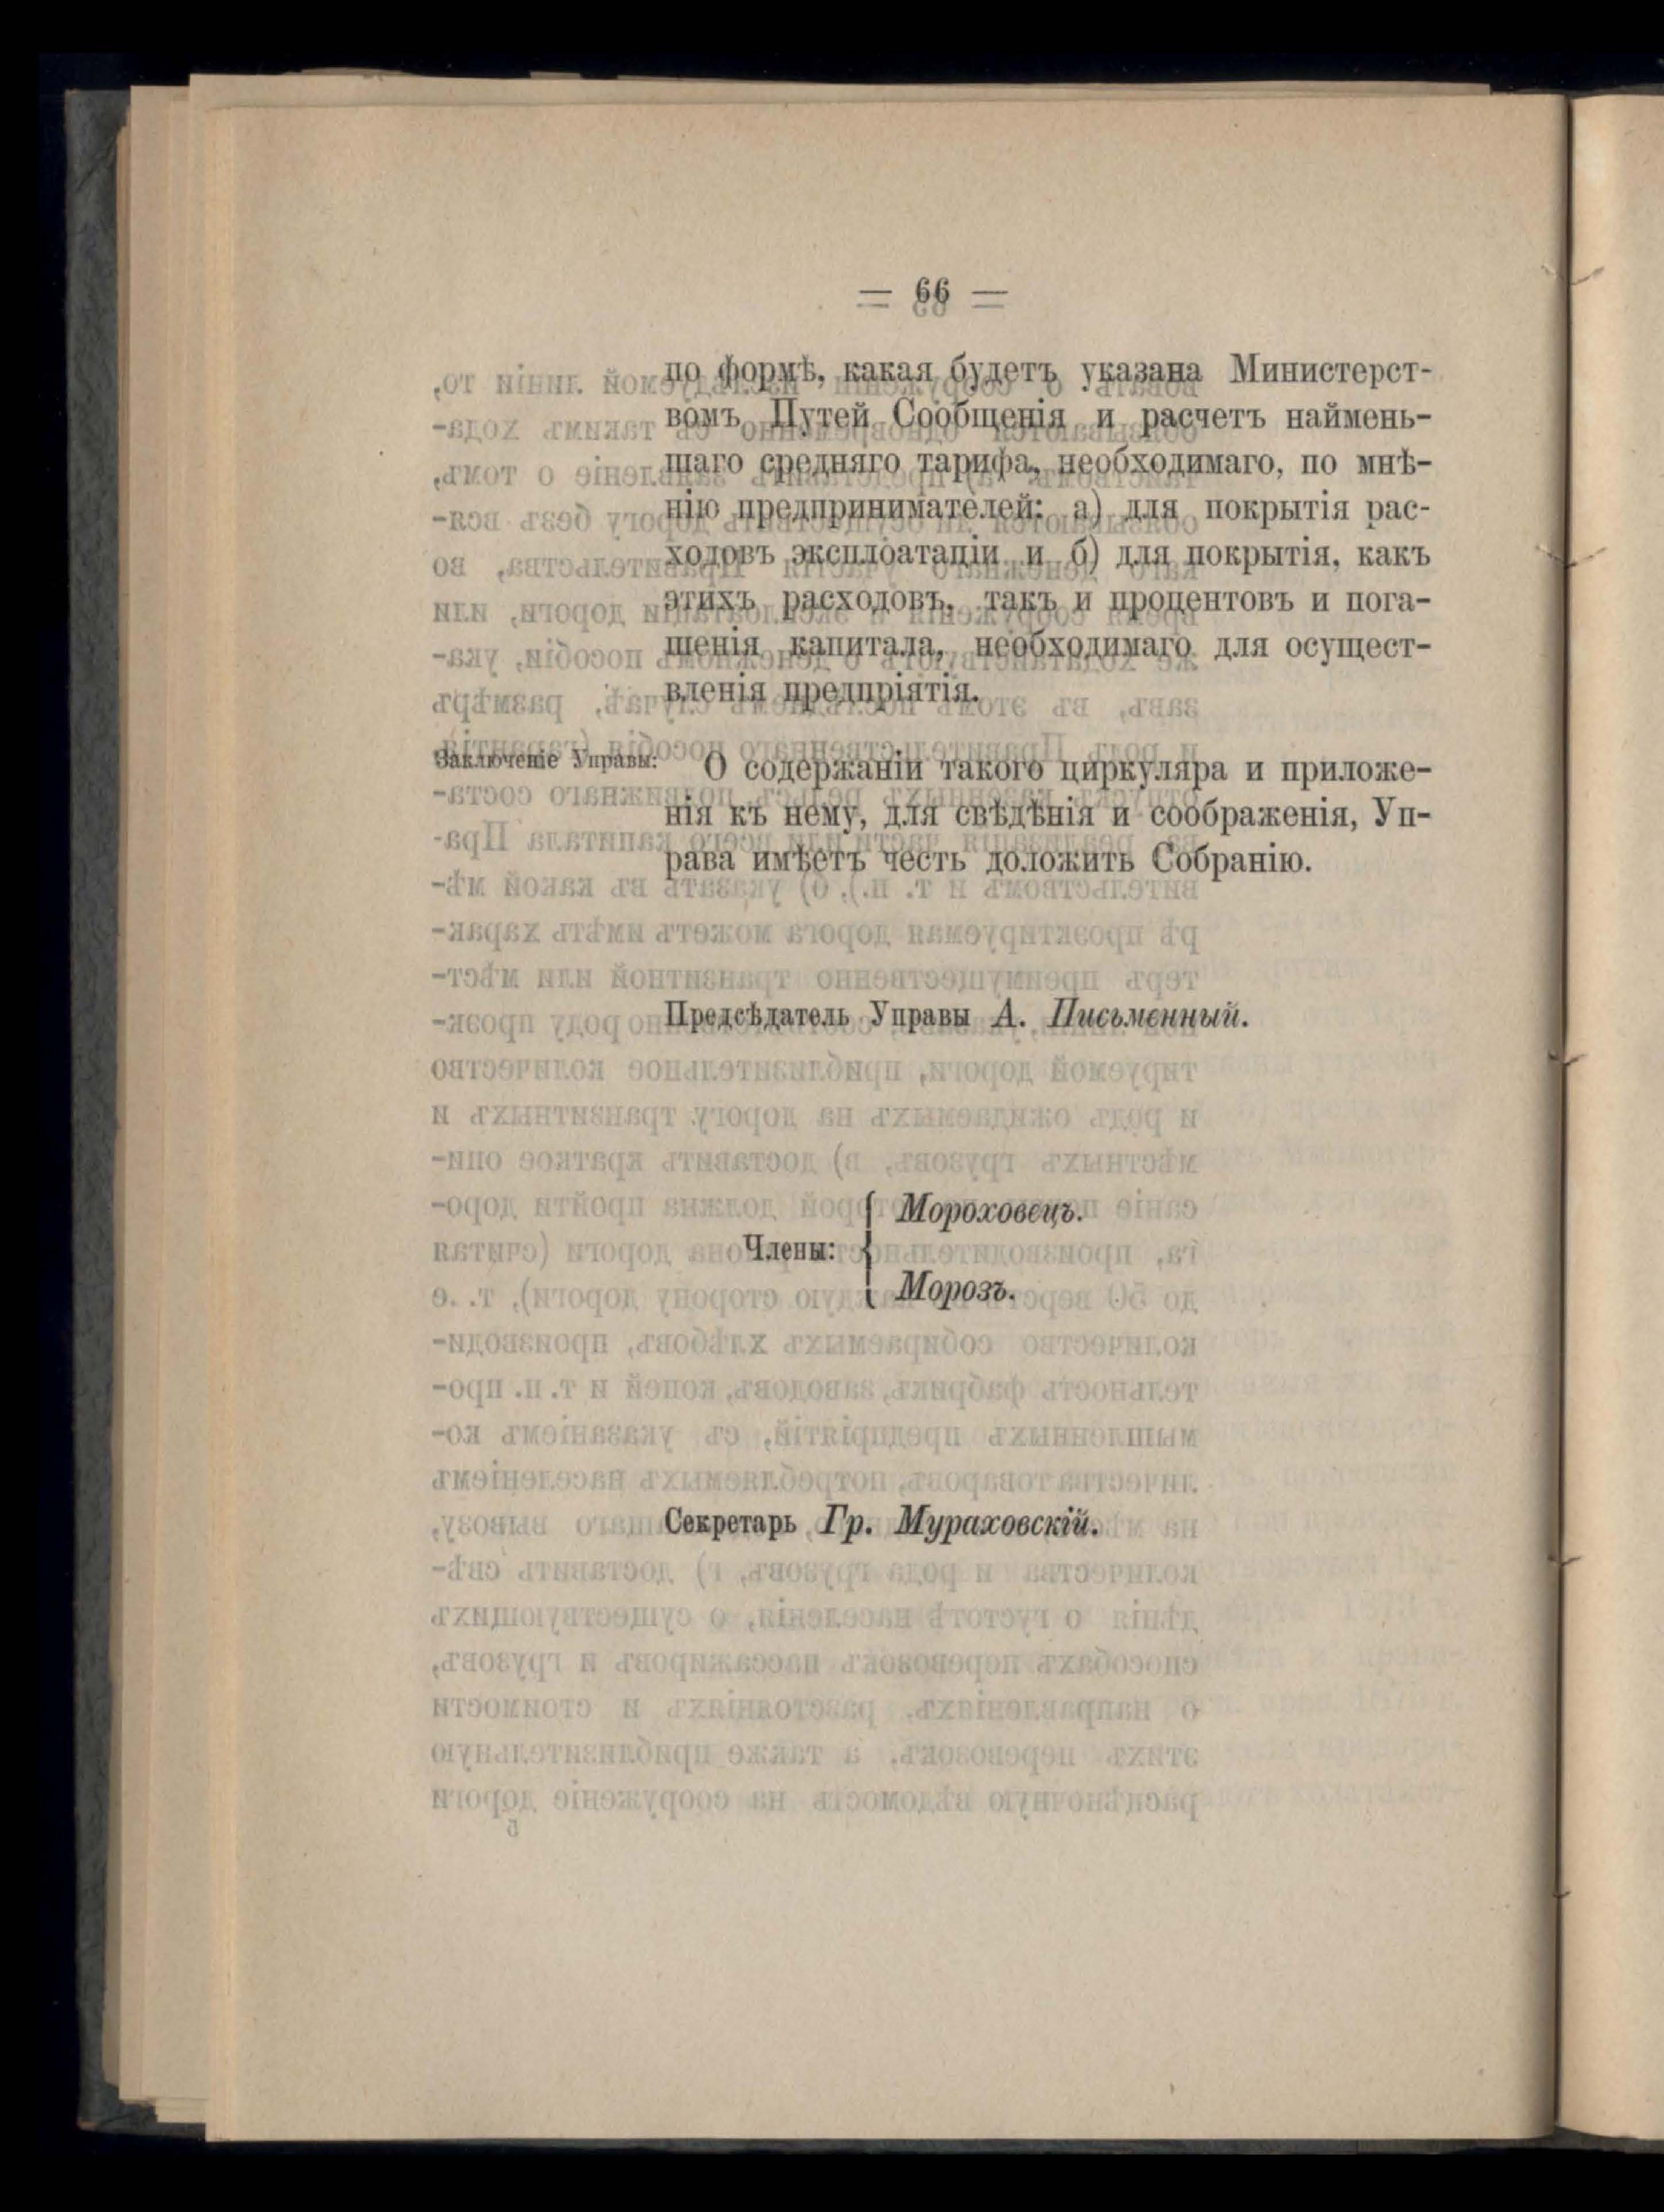 = 66 =
по формѣ, какая будетъ указана Министерст-
вомъ Путей Сообщенія и расчетъ наймень-
шаго средняго тарифа, необходимаго, по мнѣ-
нію предпринимателей: а) для покрытія рас-
ходовъ эксплоатаціи и б) для покрытія, какъ
этихъ расходовъ, такъ и процентовъ и пога-
шенія капитала, необходимаго для осущест-
вленія предпріятія.
Заключеніе Управы: О содержаніи такого циркуляра и приложе-
нія къ нему, для свѣдѣнія и соображенія, Уп-
рава имѣетъ честь доложить Собранію.
Предсѣдатель Управы А. Письменный.
Мороховецъ.
Члены:
Морозъ.
Секретарь Гр. Мураховскій.